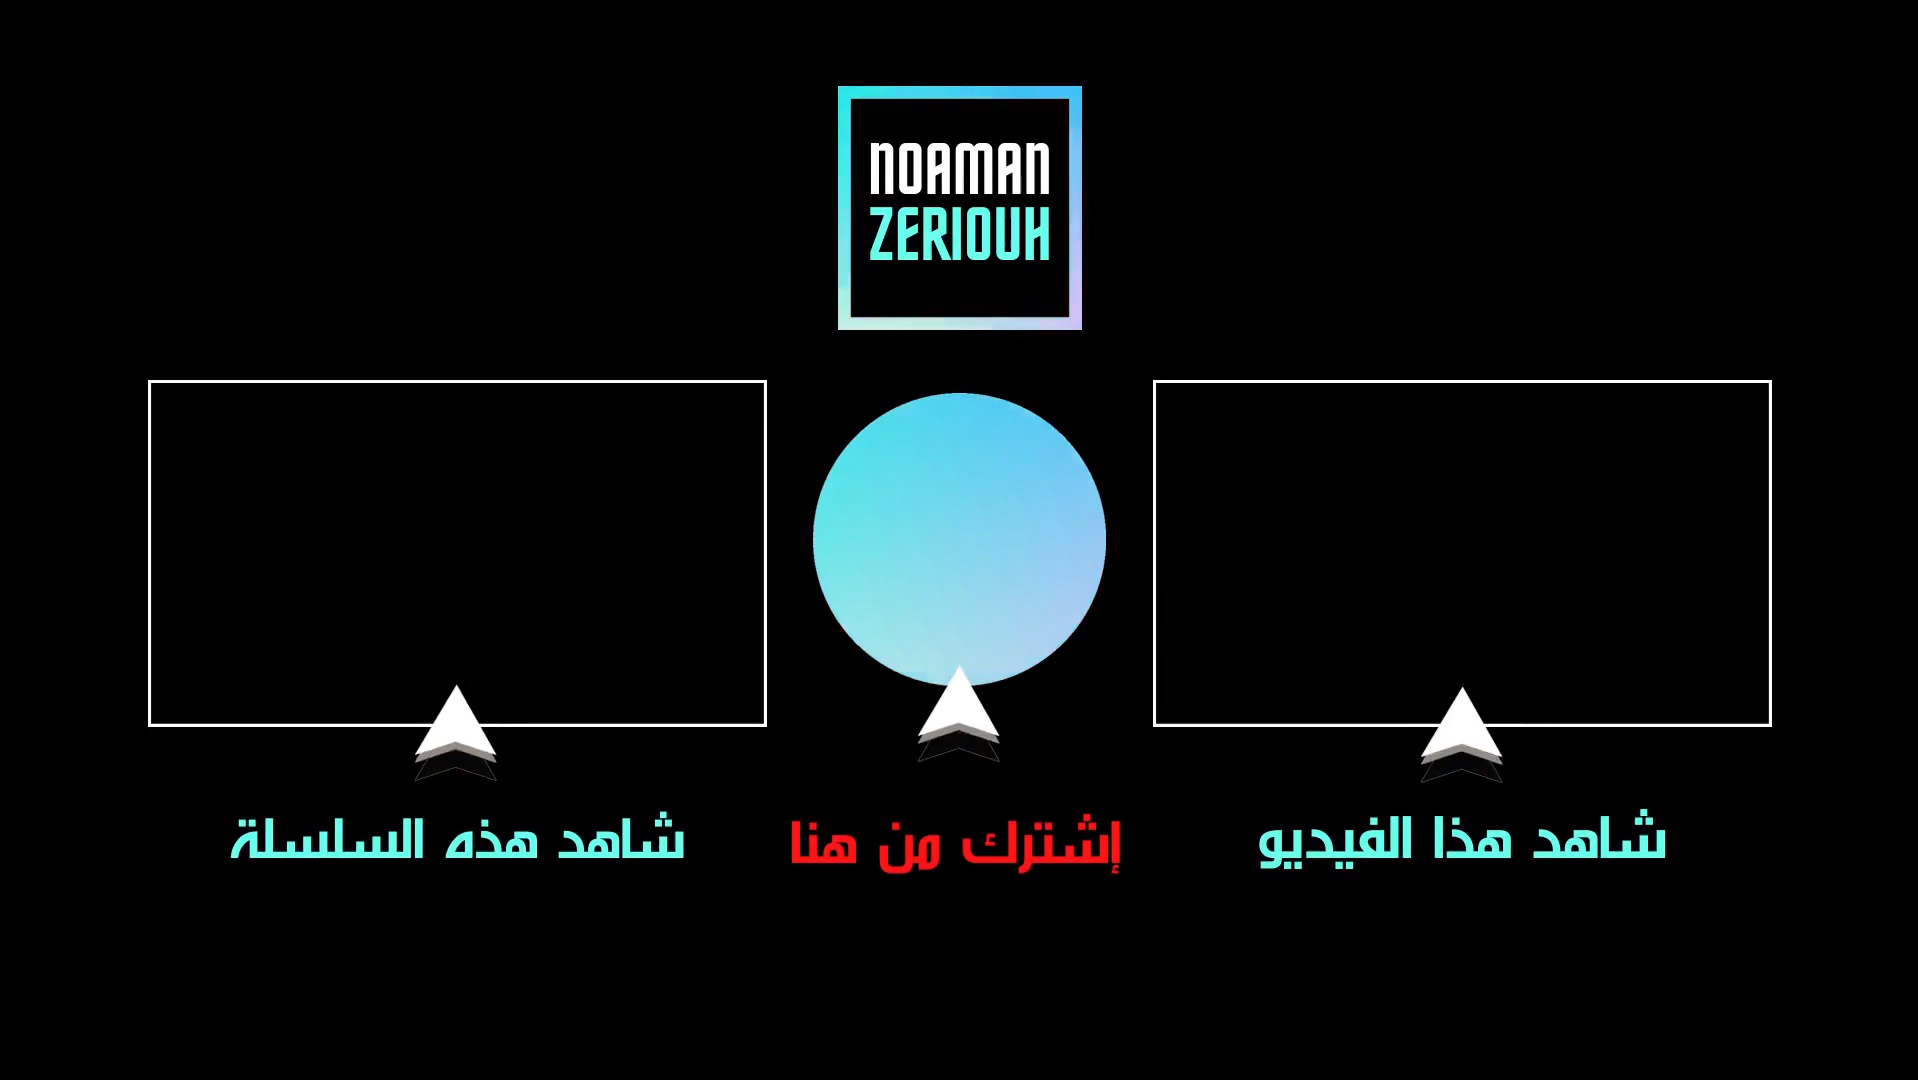 NOAMAN
ZERIOUH
شاهد هذا الفيديو
إشترك من هنا
شاهد هذه السلسلة